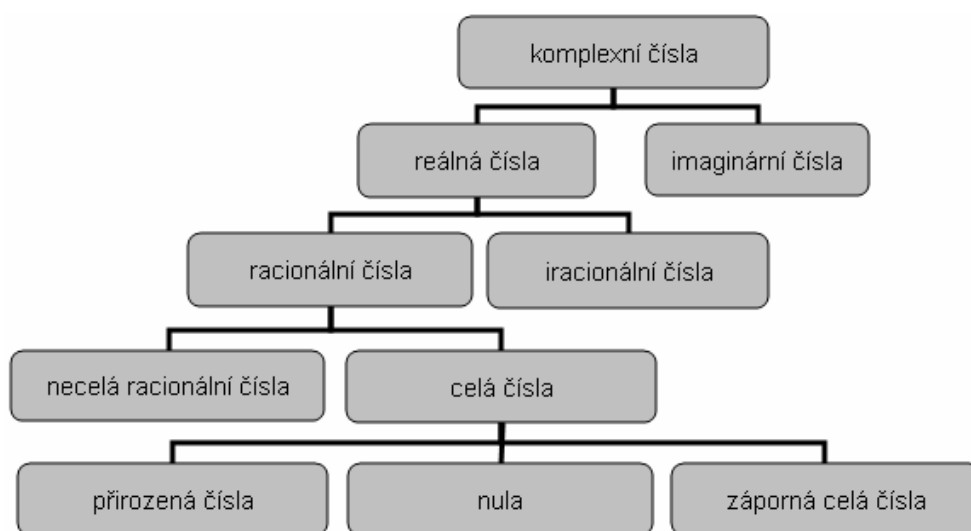 komplexní čísla
reálná čísla
imaginární čísla
racionální čísla
iracionální čísla
necelá racionální čísla
celá čísla
přirozená čísla
nula
záporná celá čísla